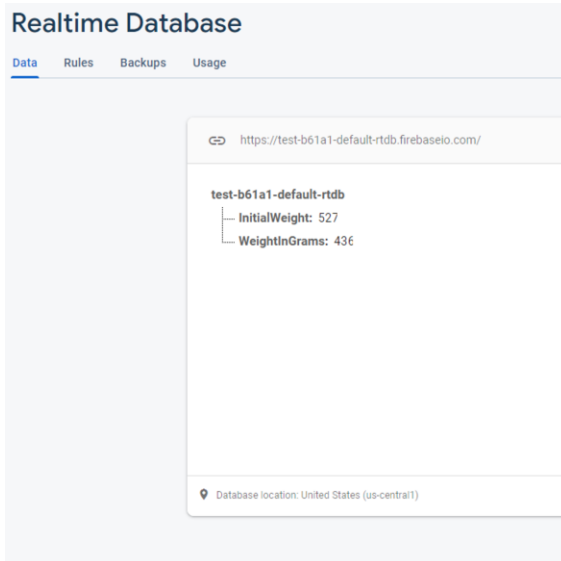 Realtime Database
Data Rules Backups Usage
https://test-b61a1-default-rtdb.firebaseio.com/
test-b61a1-default-rtdb
InitialWeight: 527
WeightInGrams: 436
Database location: United States (us-central1)